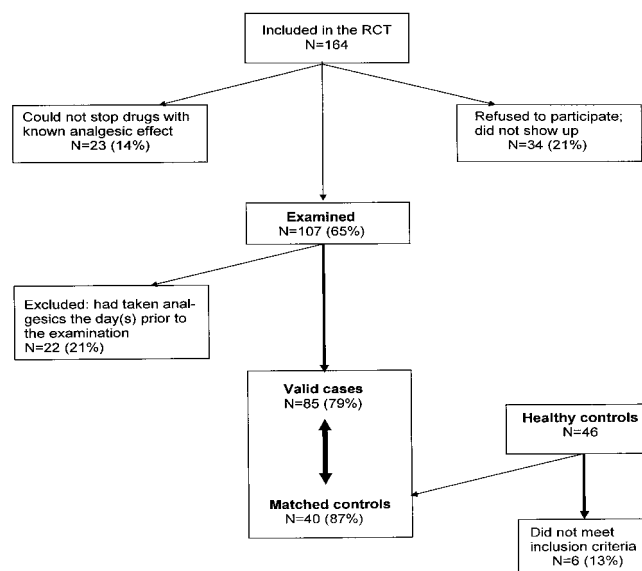 Included in the RCT
N=164
Could not stop drugs with
known analgesic effect
N=23 (14%)
Refused to participate;
did not show up
N=34 (21%)
Examined
N=107 (65%)
Excluded: had taken anal-
gesics the day(s) prior to
the examination
N=22 (21%)
Valid cases
N=85 (79%)
Healthy controls
N=46
Matched controls
N=40 (87%)
Did not meet
inclusion criteria
N=6 (13%)